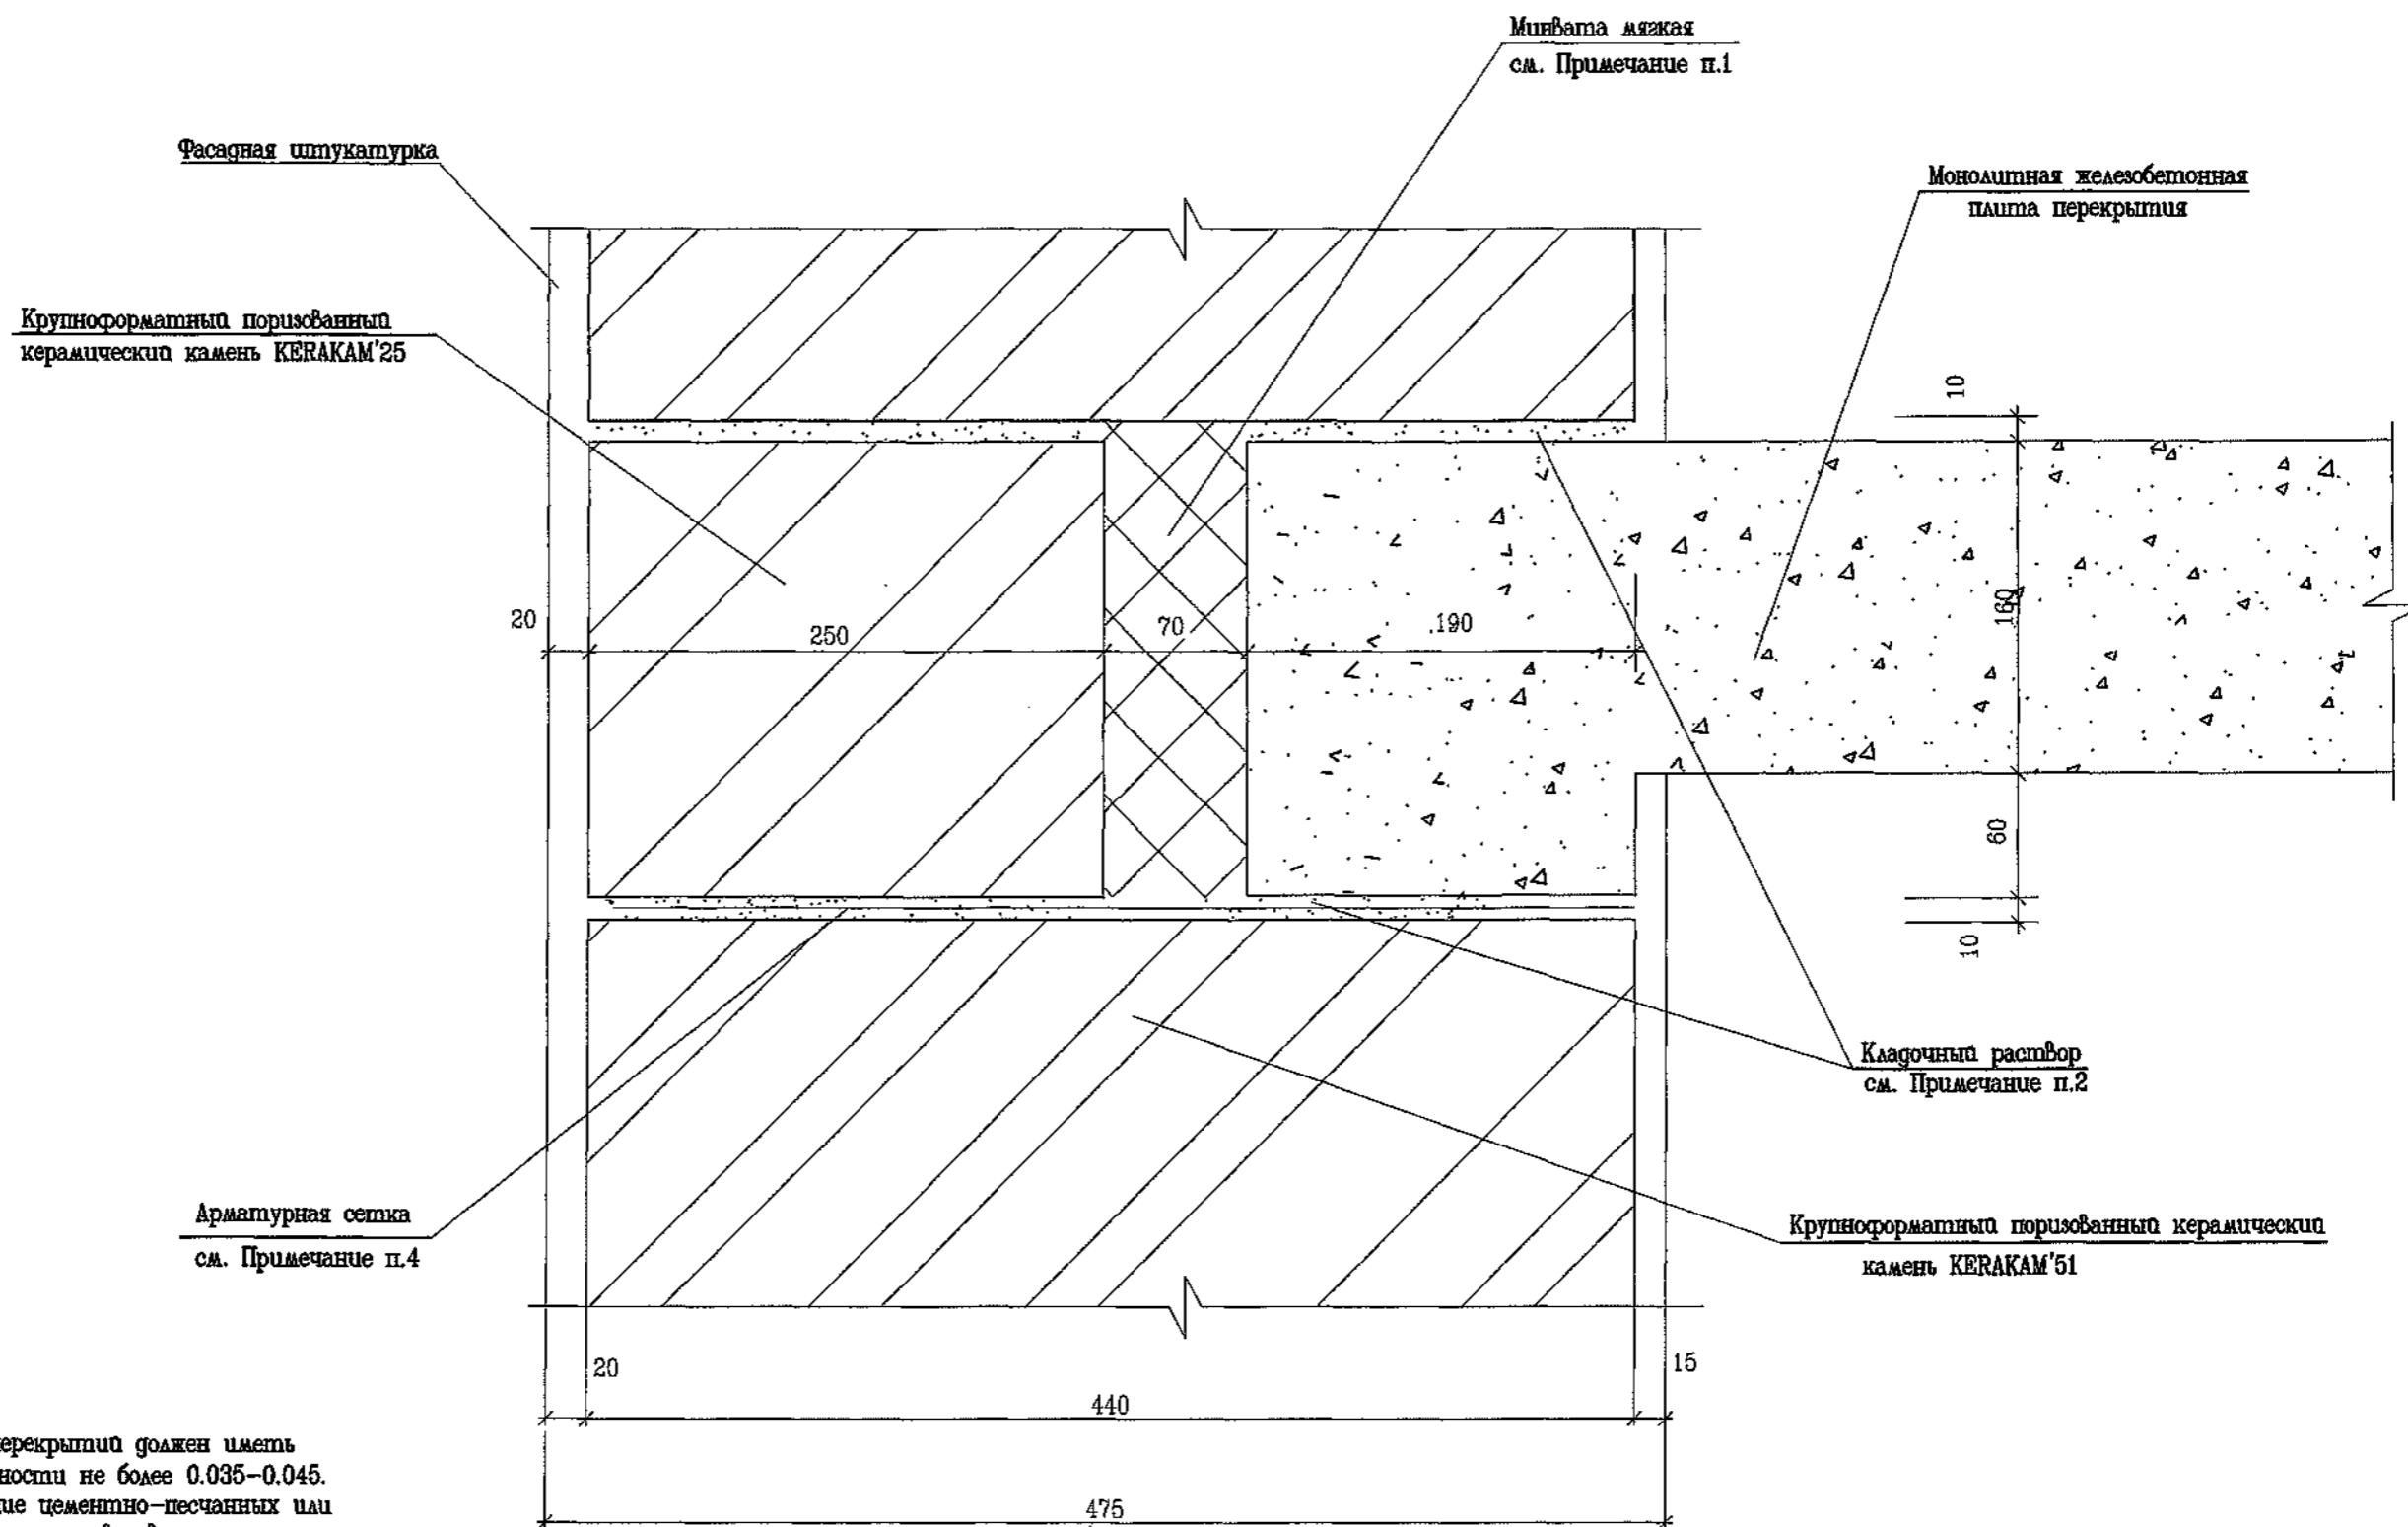 Минвата мягкая
см. Примечание п.1
Фасадная штукатурка
Монолитная железобетонная
плита перекрытия
Крупноформатный поризованный
керамический камень KERAKAM'25
10
20
250
70
190
160
60
10
Кладочный раствор
см. Примечание п.2
Арматурная сетка
см. Примечание п.4
Крупноформатный поризованный керамический
камень KERAKAM'51
20
15
440
475
перекрытий должен иметь
ности не более 0.035-0.045.
ие цементно-песчанных или